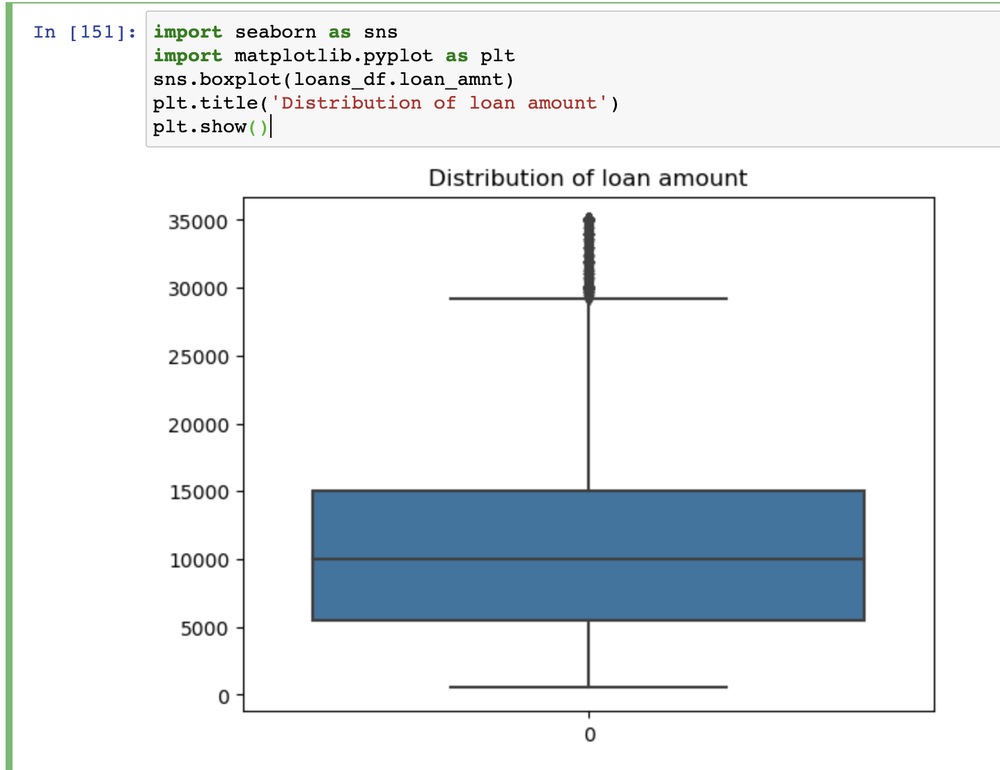 In [151]: import seaborn as sns
import matplotlib.pyplot as plt
sns.boxplot(loans_df.loan_amnt)
plt.title('Distribution of loan amount')
plt.show()
Distribution of loan amount
35000
30000
25000
20000
15000
10000
5000
0
0